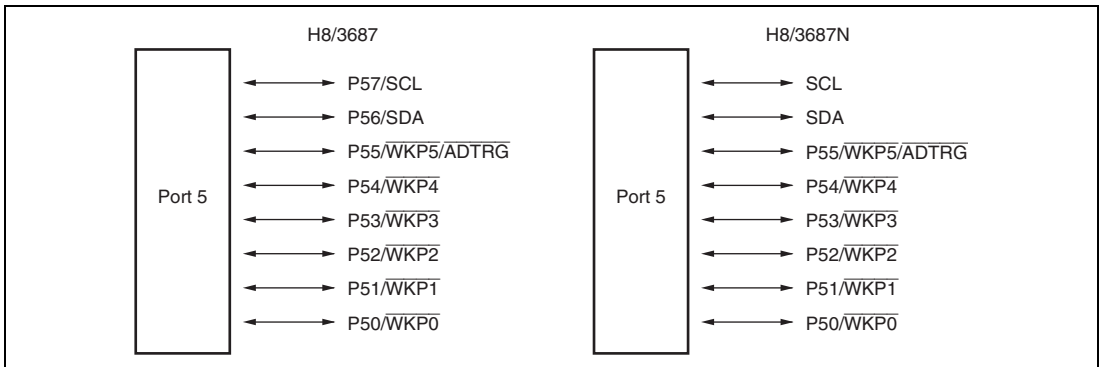 H8/3687
Port 5
P57/SCL
P56/SDA
P55/WKP5/ADTRG
P54/WKP4
P53/WKP3
P52/WKP2
P51/WKP1
P50/WKP0
H8/3687N
Port 5
SCL
SDA
P55/WKP5/ADTRG
P54/WKP4
P53/WKP3
P52/WKP2
P51/WKP1
P50/WKP0